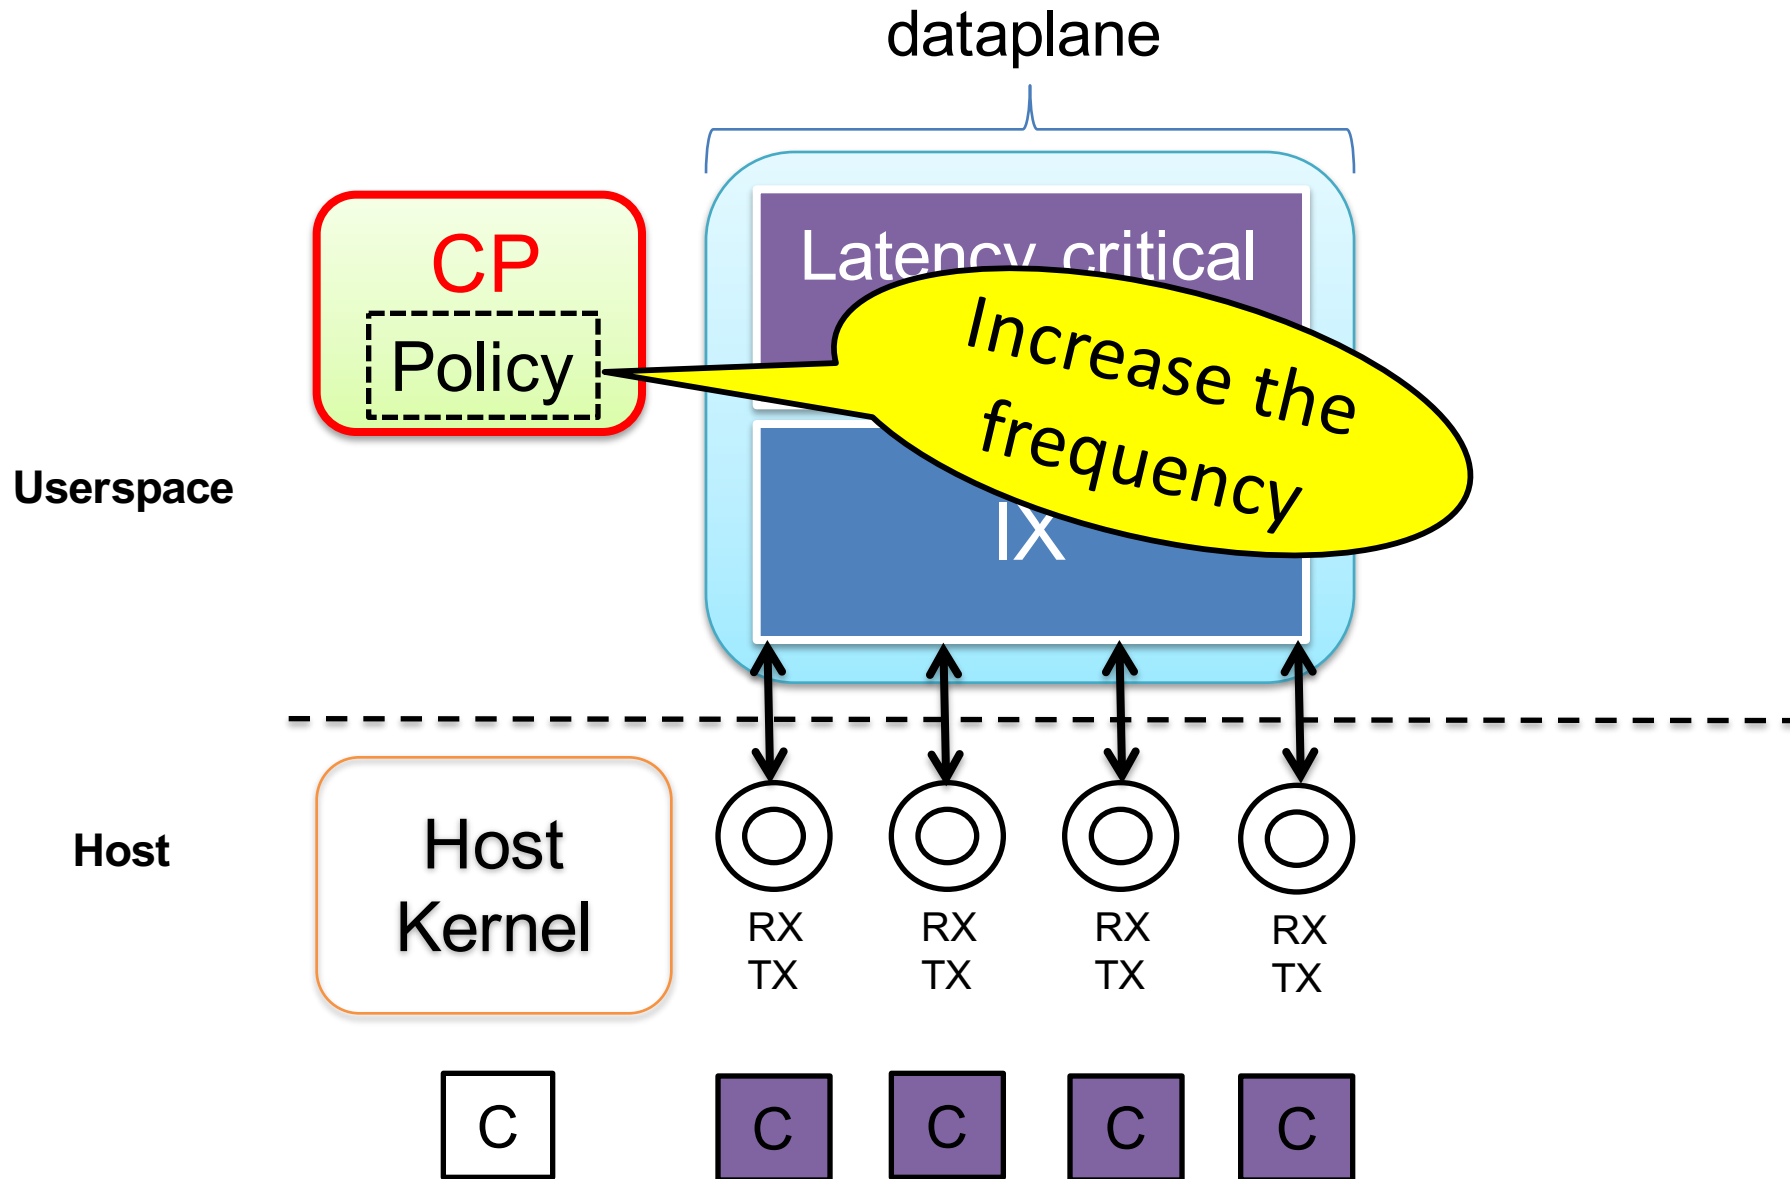 dataplane
CP
Policy
Latency critical
Increase the
frequency
IX
Userspace
Host
Host
Kernel
RX
TX
RX
TX
RX
TX
RX
TX
C
C
C
C
C